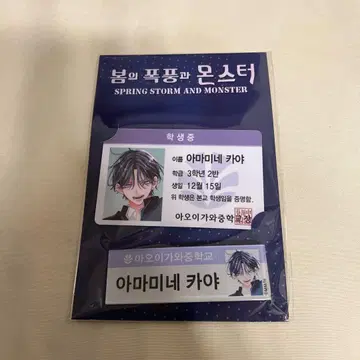 봄의 폭풍과 몬스터
SPRING STORM AND MONSTER
학생증
이름 아마미네 카야
학급 3학년 2반
생일 12월 15일
위 학생은 본교 학생임을 증명함.
아오이가와중학교장
아오이가와중학교
아마미네 카야